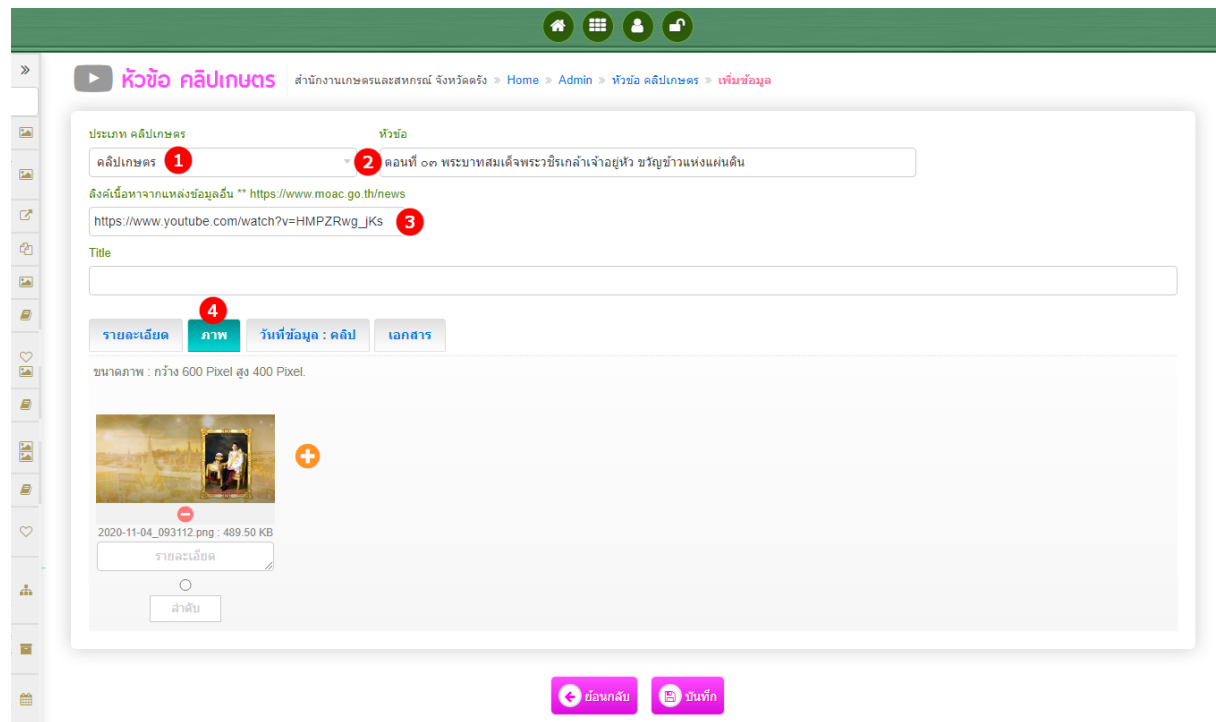 หัวข้อ คลิปเกษตร สำนักงานเกษตรและสหกรณ์ จังหวัดตรัง » Home » Admin » หัวข้อ คลิปเกษตร » เพิ่มข้อมูล
ประเภท คลิปเกษตร หัวข้อ
คลิปเกษตร 1 2 ตอนที่ ๐๓ พระบาทสมเด็จพระวชิรเกล้าเจ้าอยู่หัว ขวัญข้าวแห่งแผ่นดิน
ลิงค์เนื้อหาจากแหล่งข้อมูลอื่น ** https://www.moac.go.th/news
https://www.youtube.com/watch?v=HMPZRwg_jKs 3
Title
4
รายละเอียด ภาพ วันที่ข้อมูล : คลิป เอกสาร
ขนาดภาพ : กว้าง 600 Pixel สูง 400 Pixel.
2020-11-04_093112.png : 489.50 KB
รายละเอียด
ลำดับ
ย้อนกลับ บันทึก